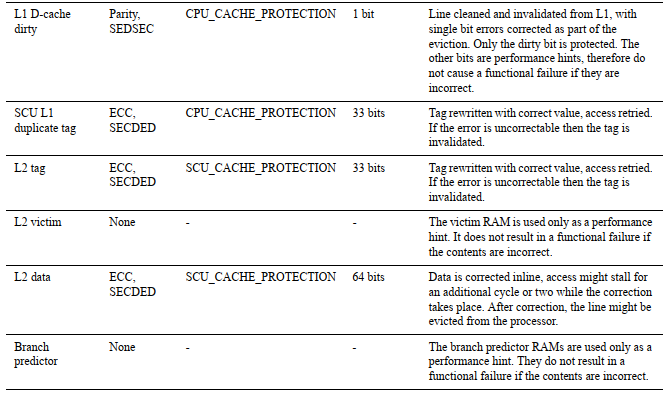 L1 D-cache Parity, CPU_CACHE_PROTECTION 1 bit Line cleaned and invalidated from L1, with
dirty SEDSEC single bit errors corrected as part of the
eviction. Only the dirty bit is protected. The
other bits are performance hints, therefore do
not cause a functional failure if they are
incorrect.
SCU L1 ECC, CPU_CACHE_PROTECTION 33 bits Tag rewritten with correct value, access retried.
duplicate tag SECDED If the error is uncorrectable then the tag is
invalidated.
L2 tag ECC, SCU_CACHE_PROTECTION 33 bits Tag rewritten with correct value, access retried.
SECDED If the error is uncorrectable then the tag is
invalidated.
L2 victim None - - The victim RAM is used only as a performance
hint. It does not result in a functional failure if
the contents are incorrect.
L2 data ECC, SCU_CACHE_PROTECTION 64 bits Data is corrected inline, access might stall for
SECDED an additional cycle or two while the correction
takes place. After correction, the line might be
evicted from the processor.
Branch None - - The branch predictor RAMs are used only as a
predictor performance hint. They do not result in a
functional failure if the contents are incorrect.